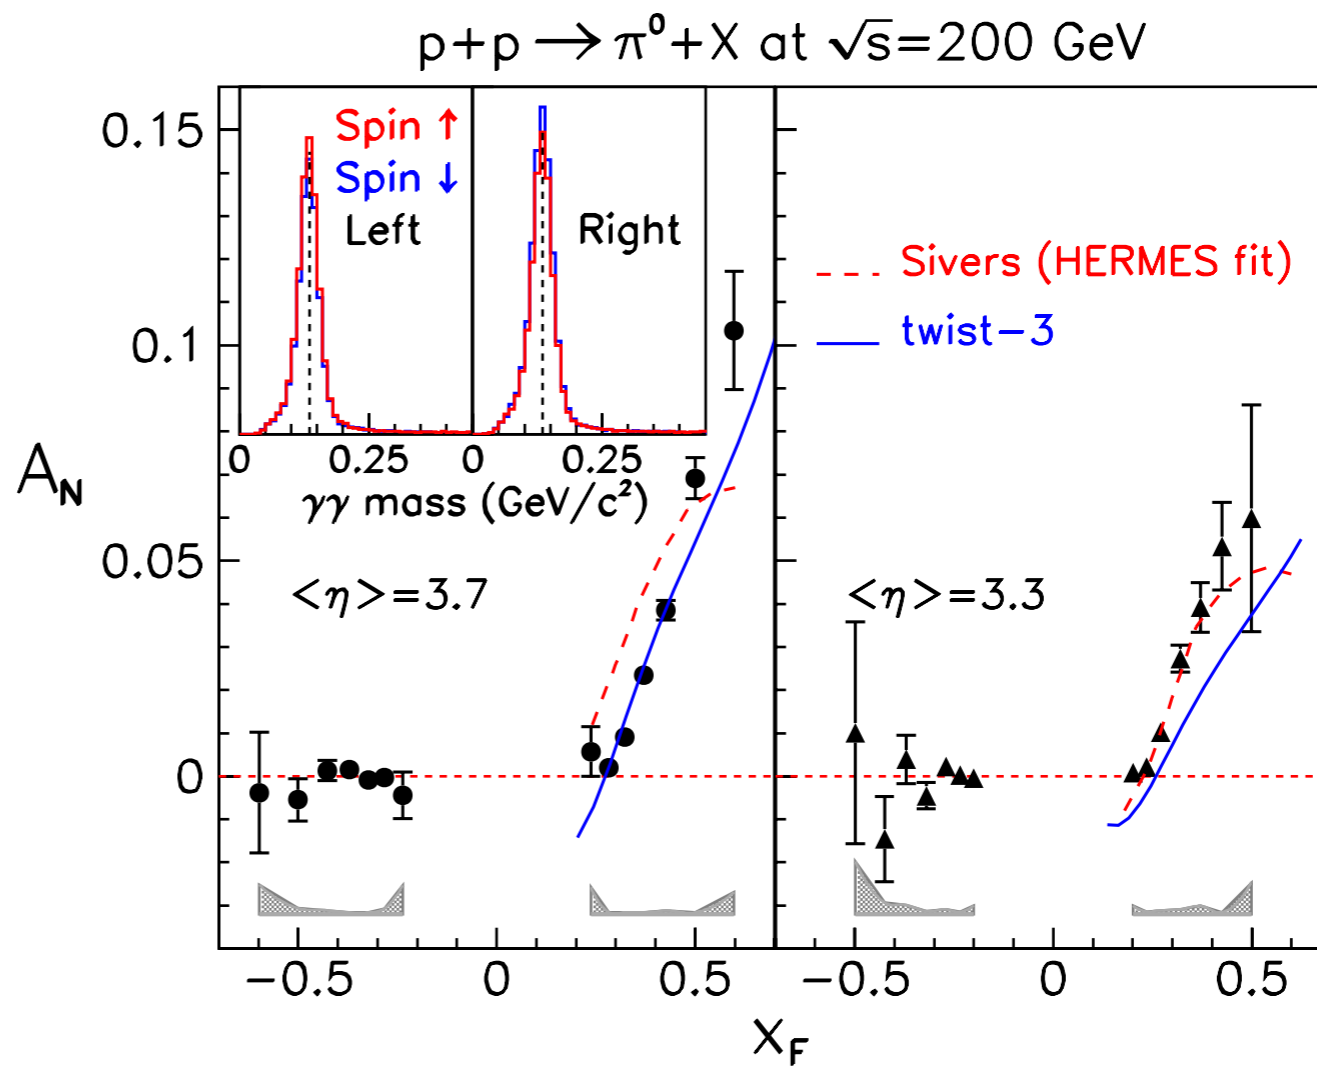 p+p → π⁰+X at √s=200 GeV
Spin ↑
Spin ↓
Left
Right
0 0.25 0 0.25
γγ mass (GeV/c²)
Sivers (HERMES fit)
twist−3
<η>=3.7
<η>=3.3
0.15
0.1
0.05
0
A_N
−0.5 0 0.5 −0.5 0 0.5
x_F